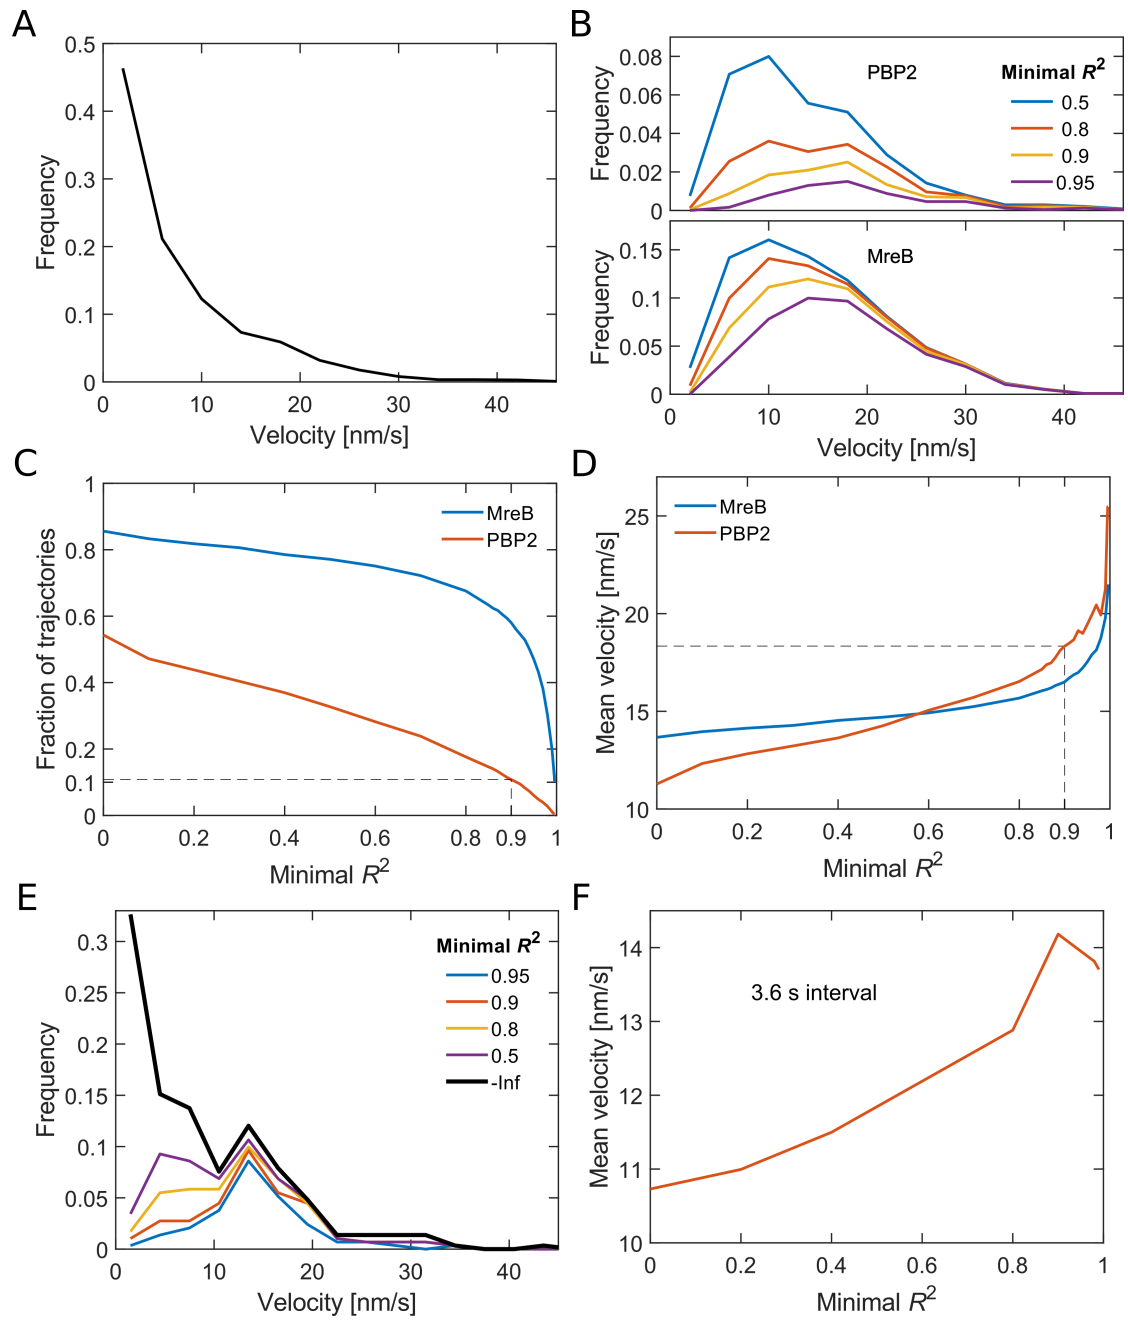 A
0.5
0.4
0.3
0.2
0.1
0
Frequency
0 10 20 30 40
Velocity [nm/s]
B
0.08
0.06
0.04
0.02
0
Frequency
PBP2
Minimal R²
0.5
0.8
0.9
0.95
0.15
0.1
0.05
0
Frequency
MreB
0 10 20 30 40
Velocity [nm/s]
C
1
0.8
0.6
0.4
0.2
0.1
0
Fraction of trajectories
MreB
PBP2
0 0.2 0.4 0.6 0.8 0.9 1
Minimal R²
D
25
20
15
10
Mean velocity [nm/s]
MreB
PBP2
0 0.2 0.4 0.6 0.8 0.9 1
Minimal R²
E
0.3
0.25
0.2
0.15
0.1
0.05
0
Frequency
Minimal R²
0.95
0.9
0.8
0.5
-Inf
0 10 20 30 40
Velocity [nm/s]
F
14
13
12
11
10
Mean velocity [nm/s]
3.6 s interval
0 0.2 0.4 0.6 0.8 1
Minimal R²